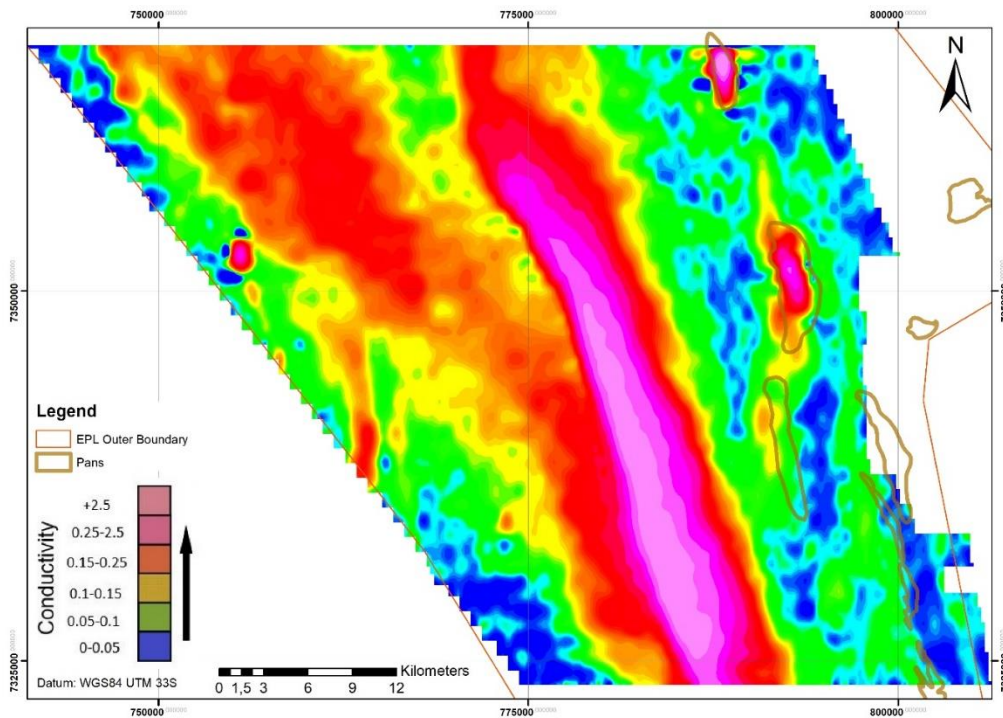 750000
775000
800000
N
7350000
Legend
EPL Outer Boundary
Pans
Conductivity
+2.5
0.25-2.5
0.15-0.25
0.1-0.15
0.05-0.1
0-0.05
7325000
Datum: WGS84 UTM 33S
0 1,5 3 6 9 12
Kilometers
750000
775000
800000